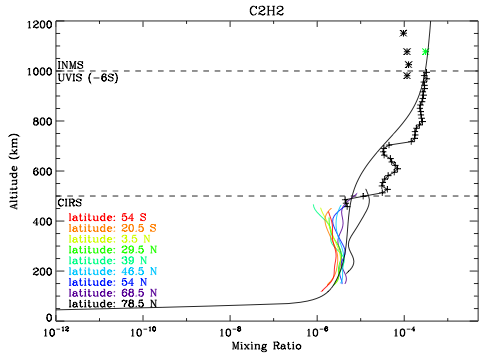 C2H2
1200
1000
800
600
400
200
0
Altitude (km)
INMS
UVIS (-6S)
CIRS
latitude: 54 S
latitude: 20.5 S
latitude: 3.5 N
latitude: 29.5 N
latitude: 39 N
latitude: 46.5 N
latitude: 54 N
latitude: 68.5 N
latitude: 78.5 N
10-12 10-10 10-8 10-6 10-4
Mixing Ratio